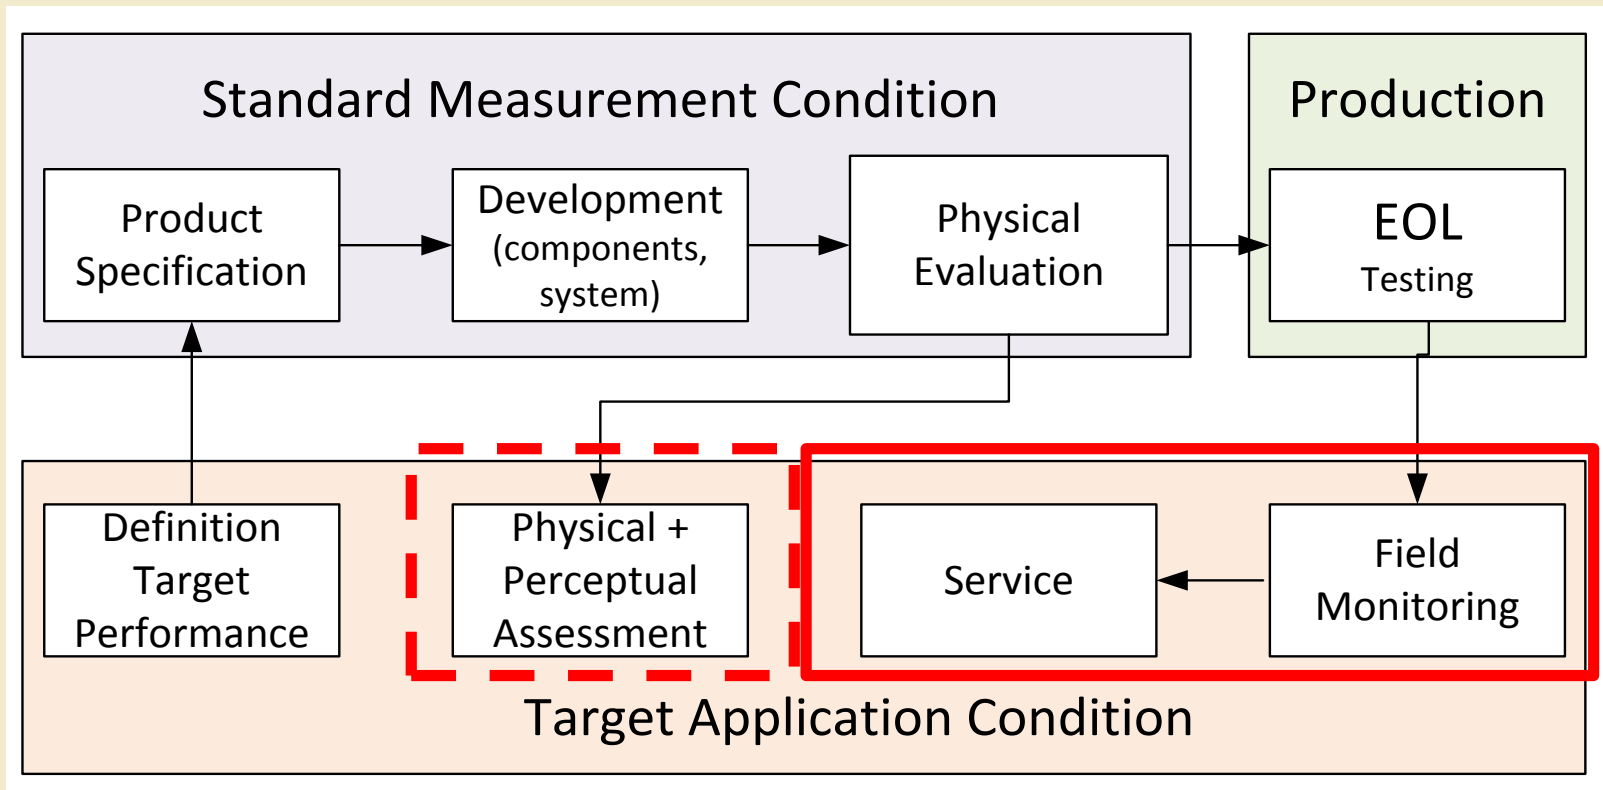 Standard Measurement Condition
Production
Product
Specification
Development
(components,
system)
Physical
Evaluation
EOL
Testing
Definition
Target
Performance
Physical +
Perceptual
Assessment
Service
Field
Monitoring
Target Application Condition